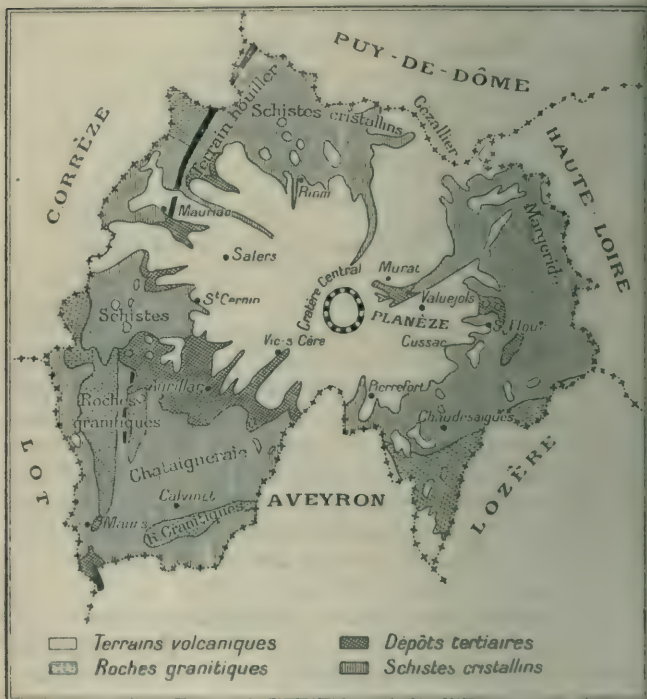 PUY-DE-DÔME
CORRÈZE
HAUTE-LOIRE
Terrain houiller
Schistes cristallins
Cézallier
Margeride
Mauriac
Riom
Salers
Murat
Cratère Central
Valuejols
PLANÈZE
St Cernin
Schistes
St Flour
Cussac
Vic-s Cère
Aurillac
Pierrefort
Roches
granitiques
Chaudesaigues
Chataigneraie
LOT
LOZÈRE
Calvinet
AVEYRON
R. Granitiques
Maurs
Terrains volcaniques
Dépôts tertiaires
Roches granitiques
Schistes cristallins